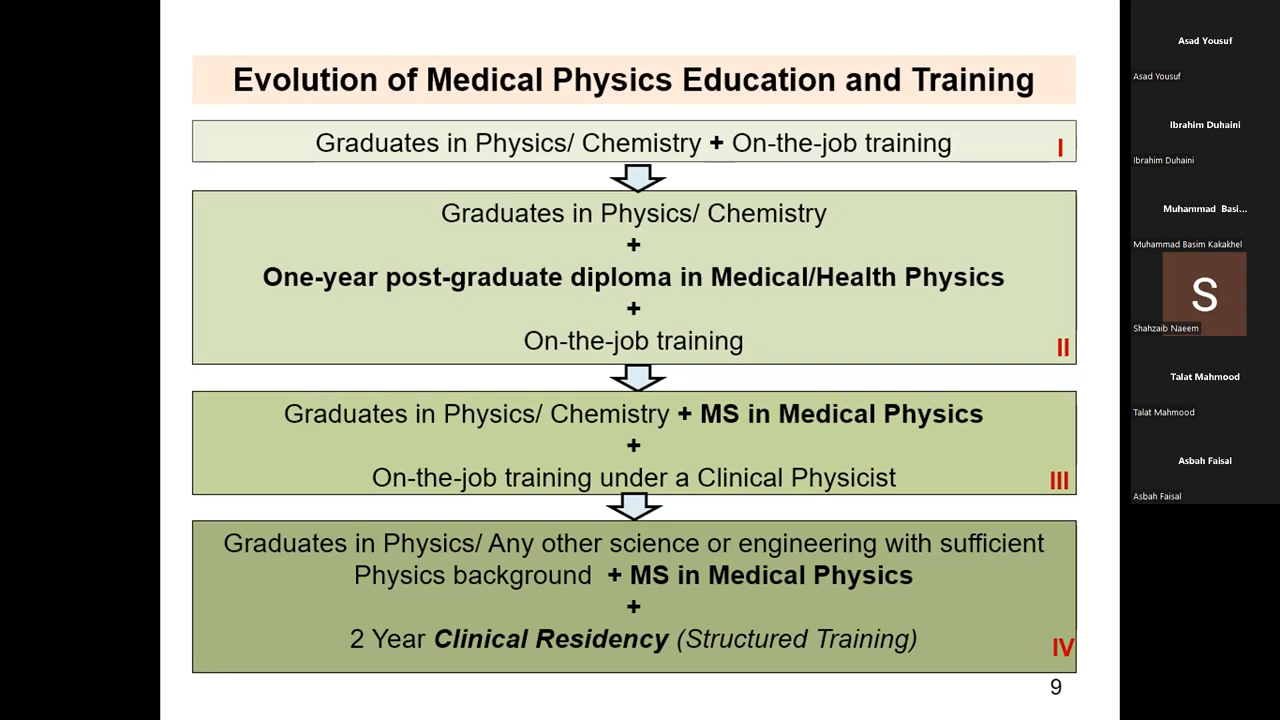 Evolution of Medical Physics Education and Training
Graduates in Physics/ Chemistry + On-the-job training
I
Graduates in Physics/ Chemistry
+
One-year post-graduate diploma in Medical/Health Physics
+
On-the-job training
II
Graduates in Physics/ Chemistry + MS in Medical Physics
+
On-the-job training under a Clinical Physicist
III
Graduates in Physics/ Any other science or engineering with sufficient
Physics background + MS in Medical Physics
+
2 Year Clinical Residency (Structured Training)
IV
9
Asad Yousuf
Asad Yousuf
Ibrahim Duhaini
Ibrahim Duhaini
Muhammad Basi...
Muhammad Basim Kakakhel
S
Shahzaib Naeem
Talat Mahmood
Talat Mahmood
Asbah Faisal
Asbah Faisal